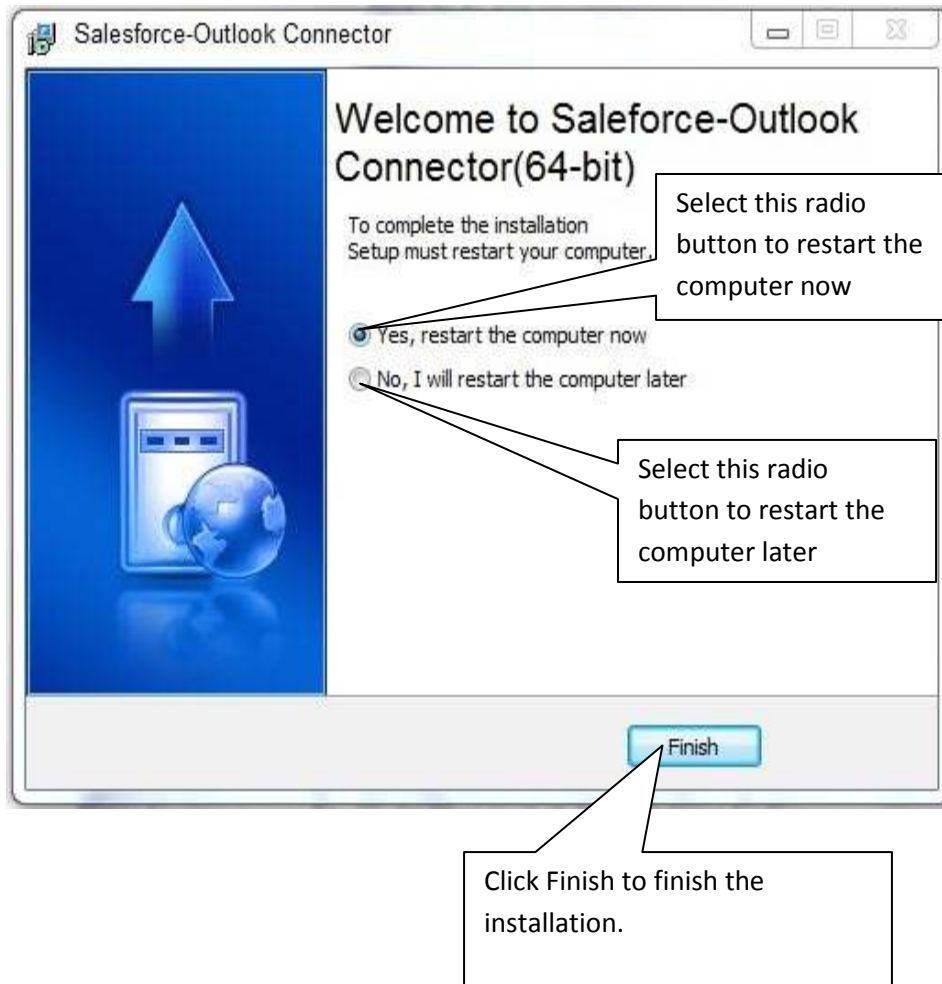 Salesforce-Outlook Connector
Welcome to Saleforce-Outlook
Connector(64-bit)
To complete the installation
Setup must restart your computer.
Select this radio
button to restart the
computer now
Yes, restart the computer now
No, I will restart the computer later
Select this radio
button to restart the
computer later
Finish
Click Finish to finish the
installation.